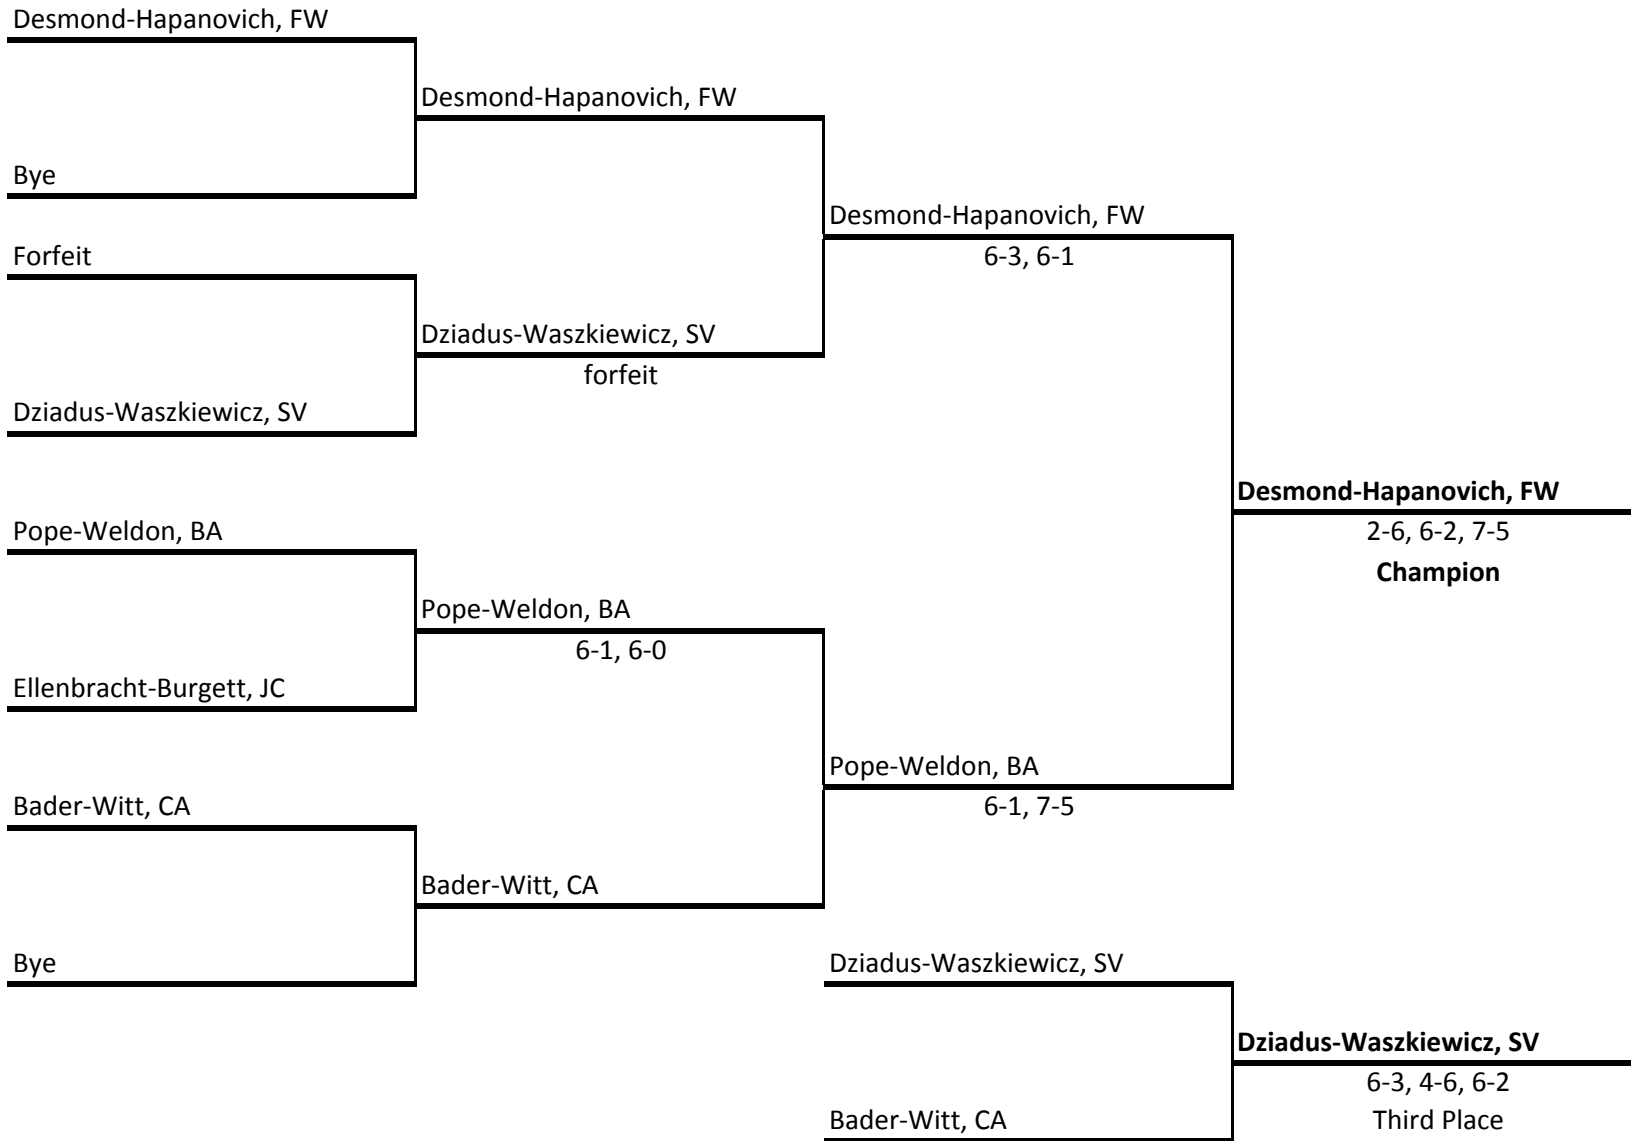 Desmond-Hapanovich, FW
Desmond-Hapanovich, FW
Bye
Desmond-Hapanovich, FW
6-3, 6-1
Forfeit
Dziadus-Waszkiewicz, SV
forfeit
Dziadus-Waszkiewicz, SV
Desmond-Hapanovich, FW
2-6, 6-2, 7-5
Champion
Pope-Weldon, BA
Pope-Weldon, BA
6-1, 6-0
Ellenbracht-Burgett, JC
Pope-Weldon, BA
6-1, 7-5
Bader-Witt, CA
Bader-Witt, CA
Bye
Dziadus-Waszkiewicz, SV
Dziadus-Waszkiewicz, SV
6-3, 4-6, 6-2
Third Place
Bader-Witt, CA